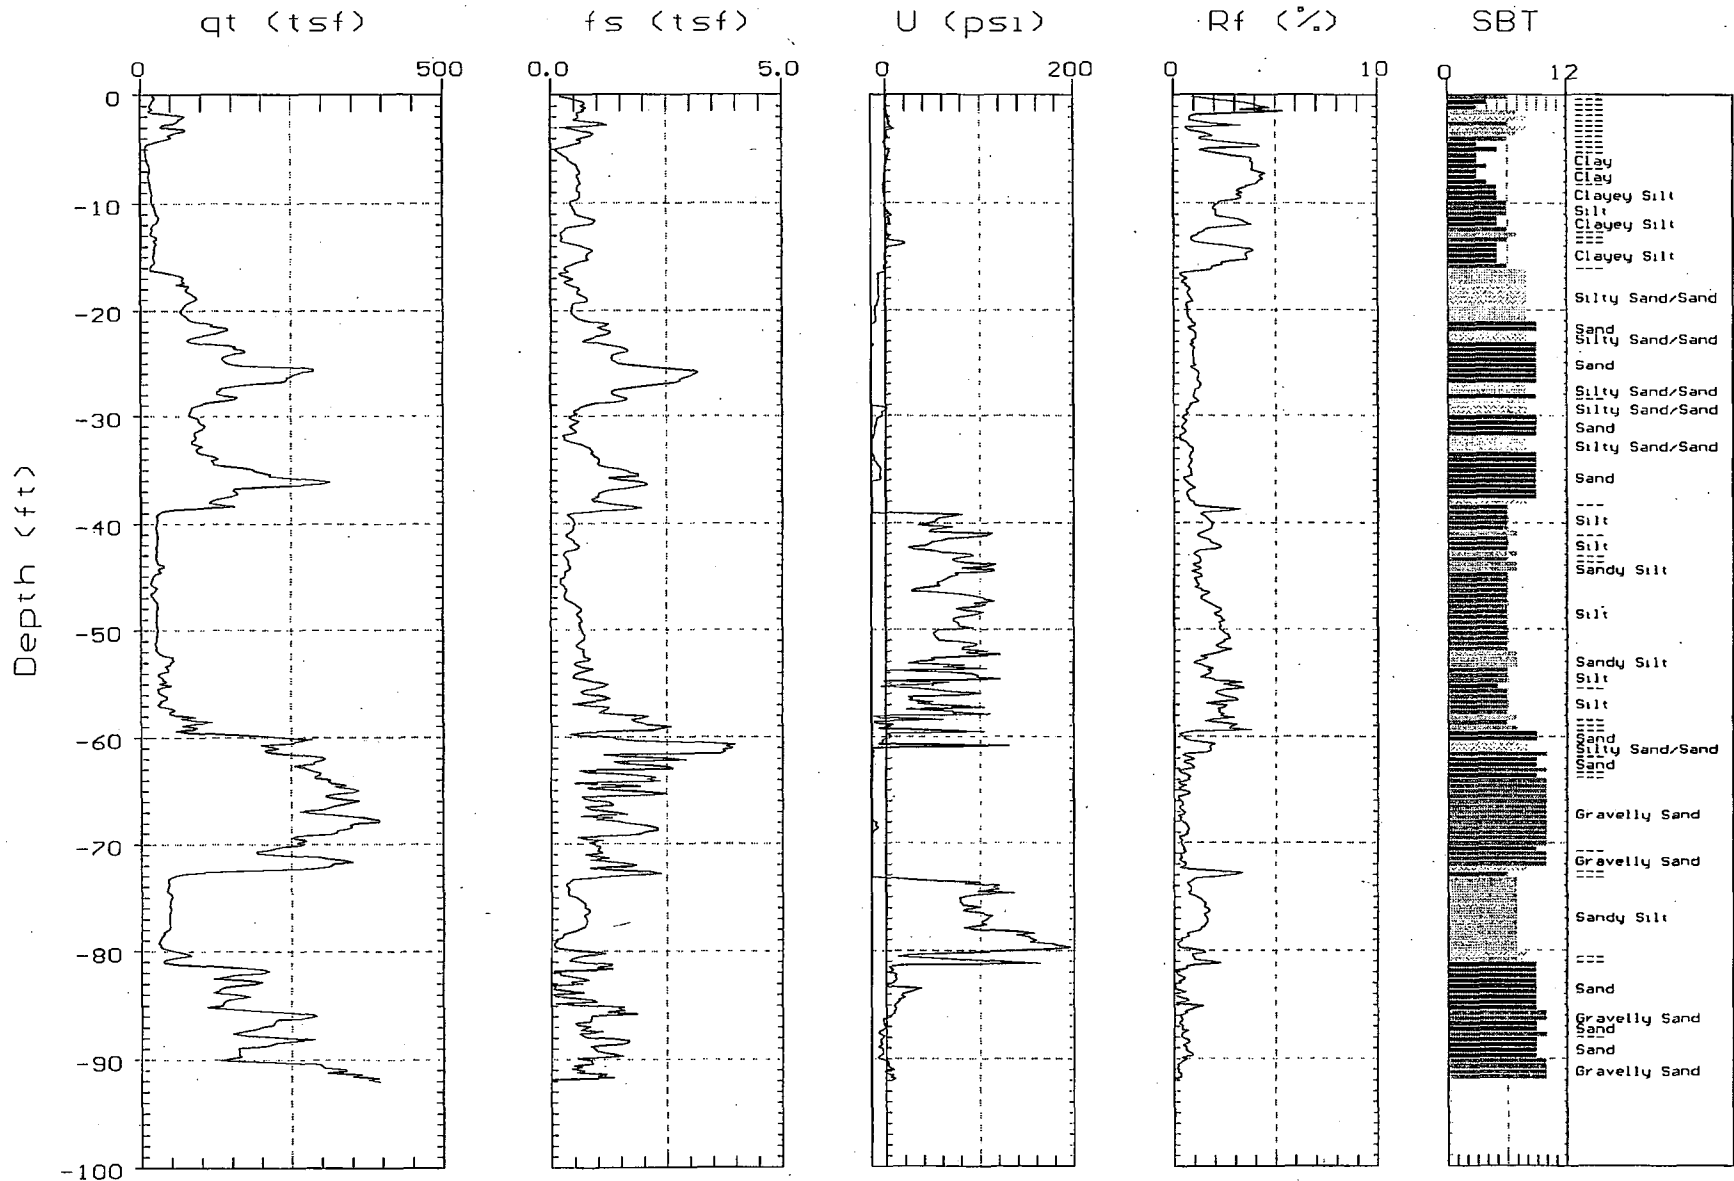 qt (tsf) fs (tsf) U (psi) Rf (%) SBT
0 500 0.0 5.0 0 200 0 10 0 12
Depth (ft)
0
-10
-20
-30
-40
-50
-60
-70
-80
-90
-100
Clay
Clay
Clayey Silt
Silt
Clayey Silt
Clayey Silt
Silty Sand/Sand
Sand
Silty Sand/Sand
Sand
Silty Sand/Sand
Silty Sand/Sand
Sand
Silty Sand/Sand
Sand
Silt
Silt
Sandy Silt
Silt
Sandy Silt
Silt
Silt
Sand
Silty Sand/Sand
Sand
Gravelly Sand
Gravelly Sand
Sandy Silt
Sand
Gravelly Sand
Sand
Sand
Gravelly Sand